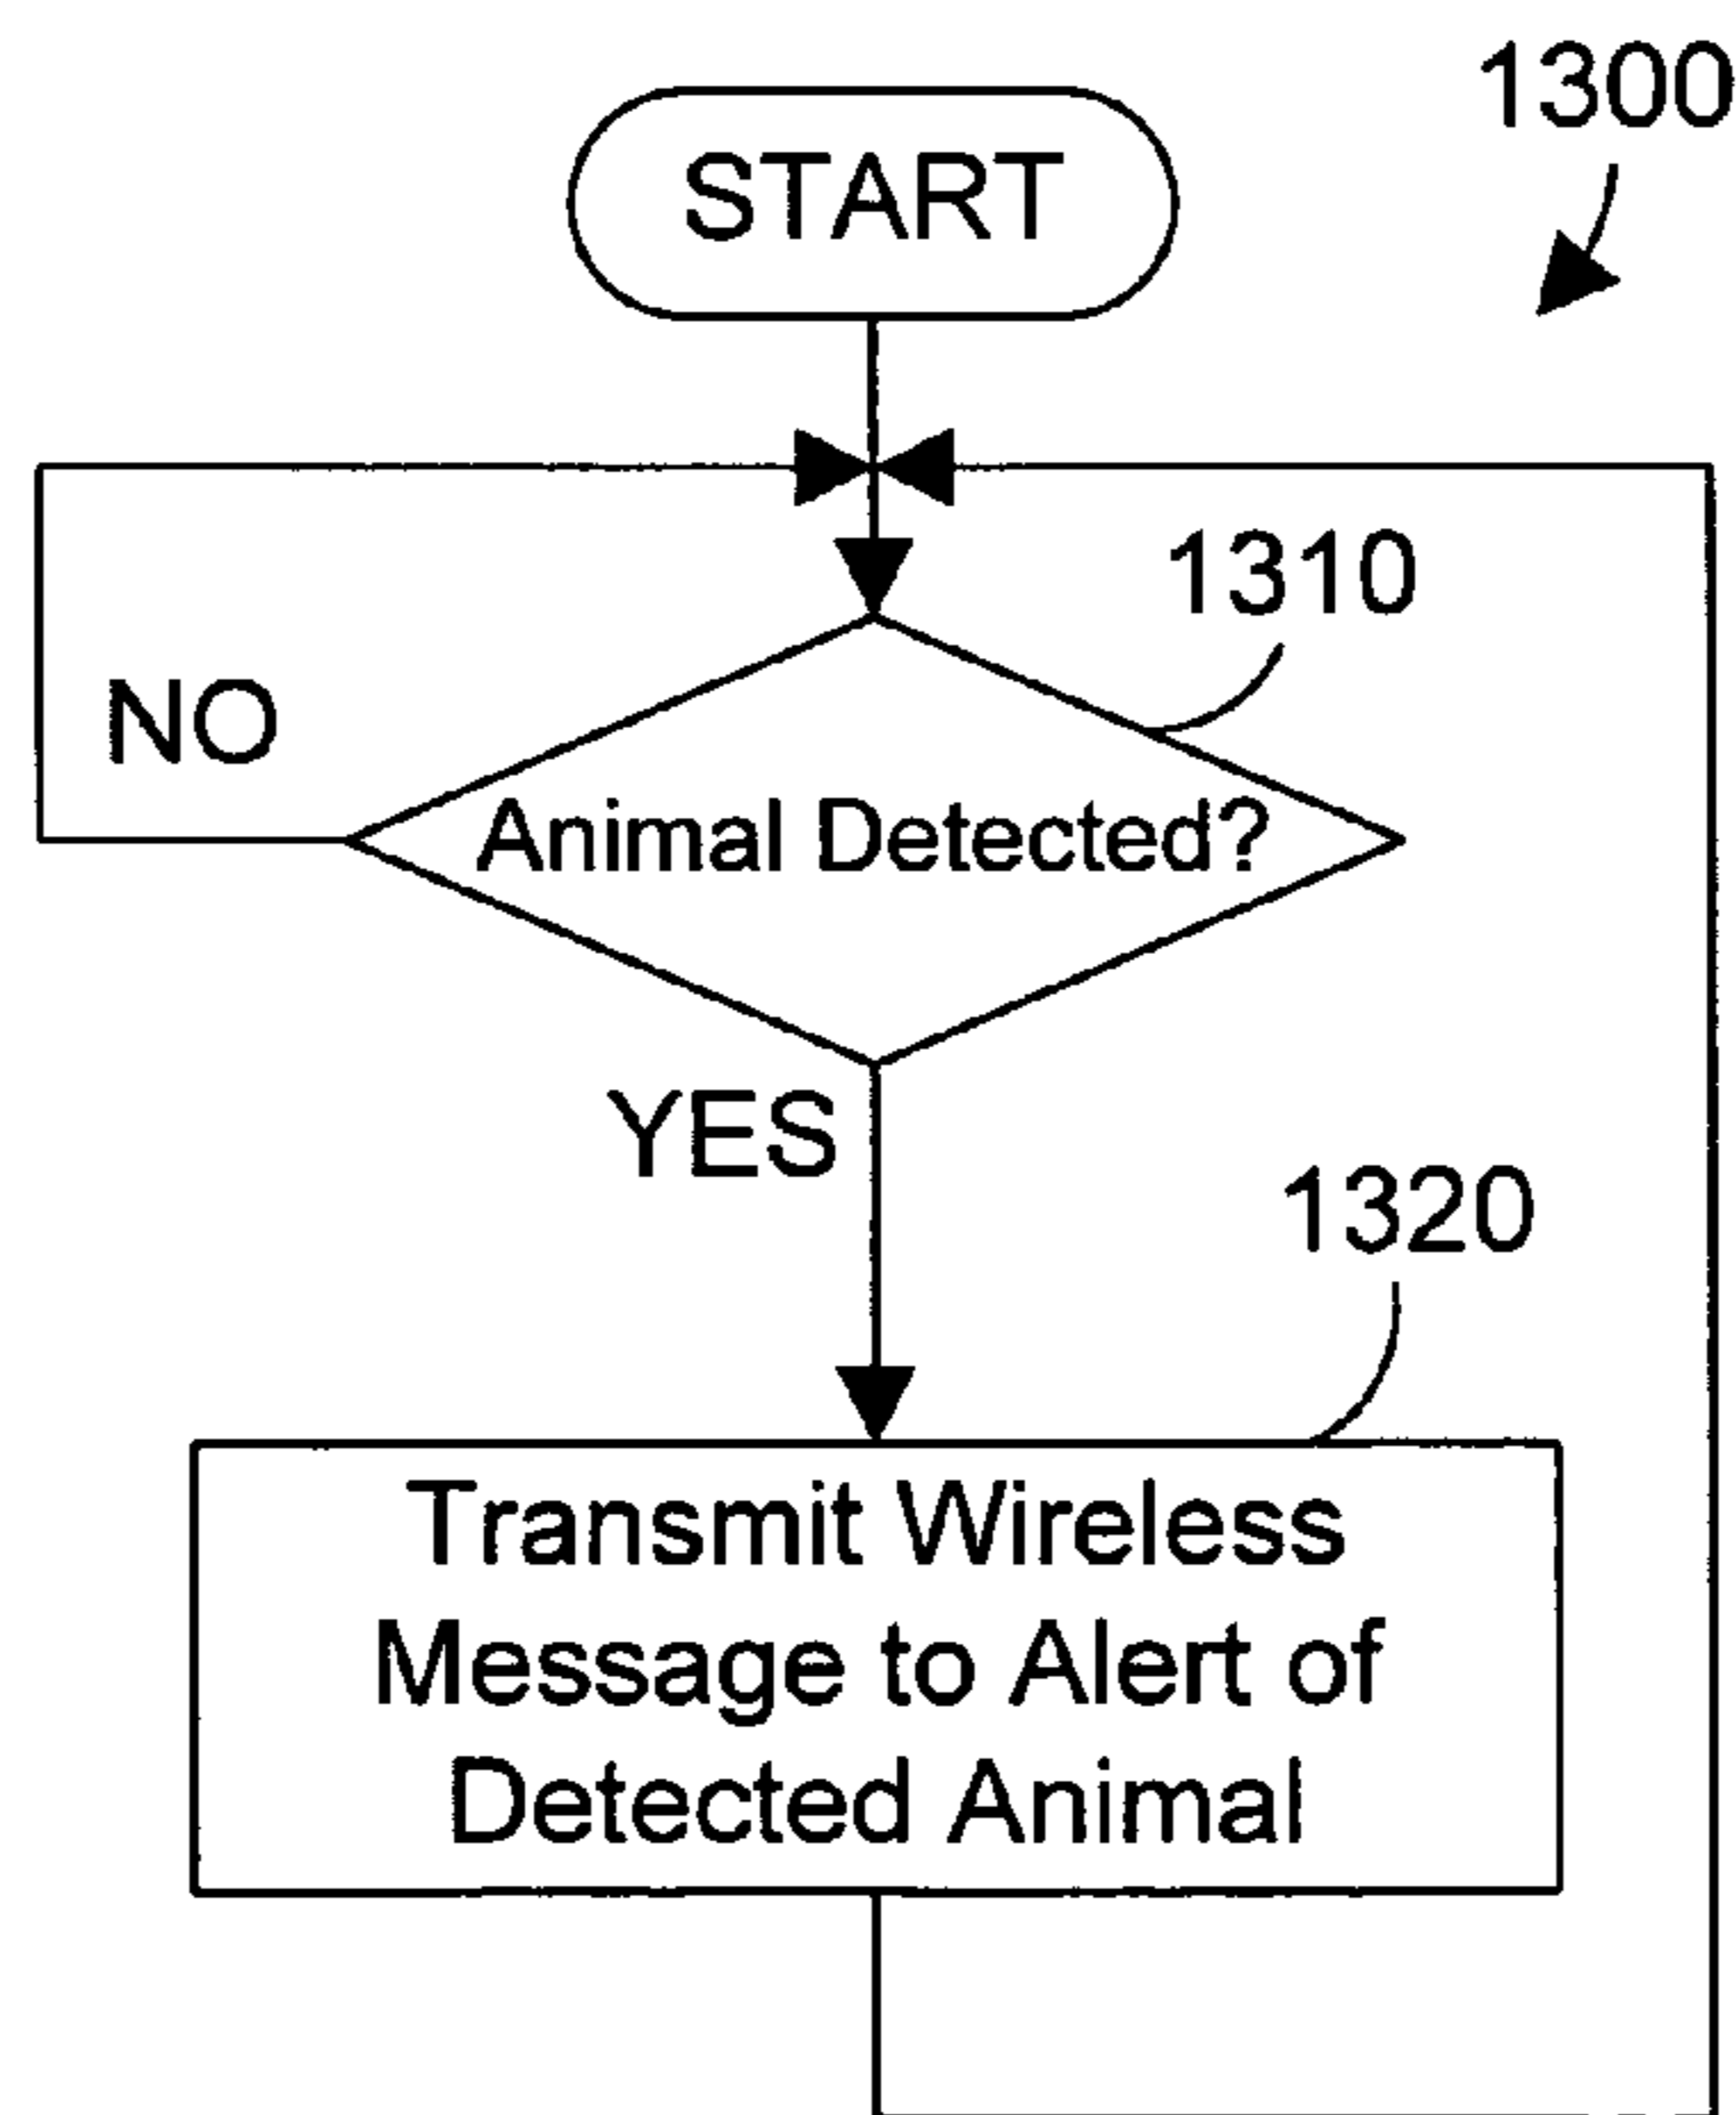 1300
START
1310
NO
Animal Detected?
YES
1320
Transmit Wireless
Message to Alert of
Detected Animal